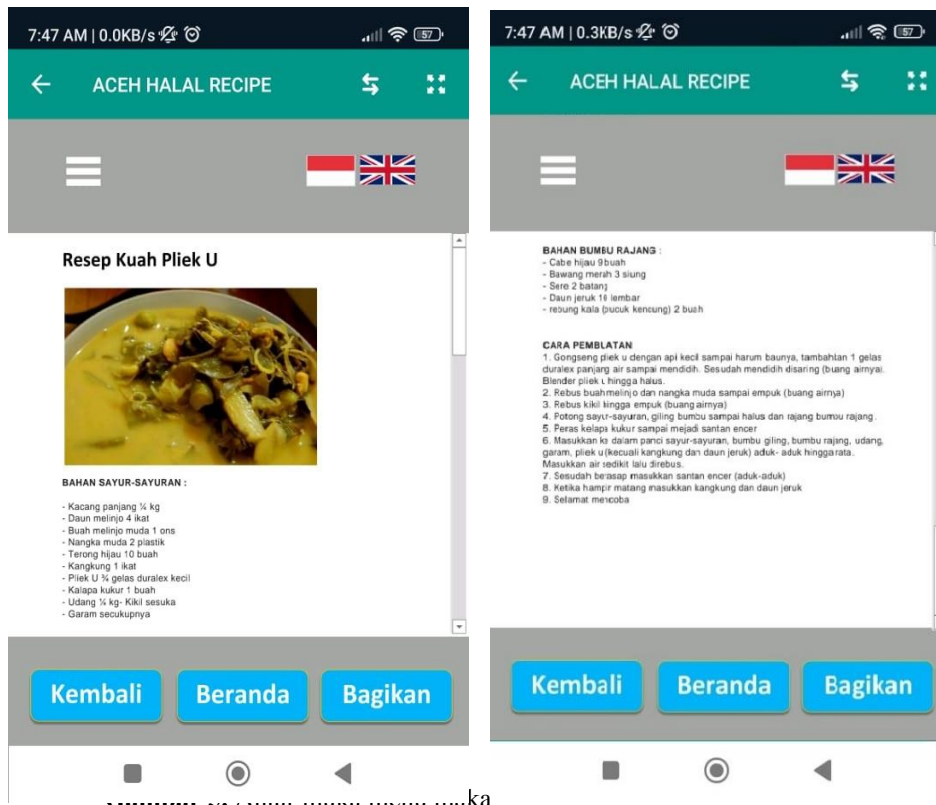 7:47 AM | 0.0KB/s
57
ACEH HALAL RECIPE
Resep Kuah Pliek U
BAHAN SAYUR-SAYURAN :
- Kacang panjang ¼ kg
- Daun melinjo 4 ikat
- Buah melinjo muda 1 ons
- Nangka muda 2 plastik
- Terong hijau 10 buah
- Kangkung 1 ikat
- Pliek U ¾ gelas duralex kecil
- Kalapa kukur 1 buah
- Udang ¼ kg- Kikil sesuka
- Garam secukupnya
Kembali
Beranda
Bagikan
7:47 AM | 0.3KB/s
57
ACEH HALAL RECIPE
BAHAN BUMBU RAJANG :
- Cabe hijau 9 buah
- Bawang merah 3 siung
- Sere 2 batang
- Daun jeruk 10 lembar
- rebung kala (pucuk kencung) 2 buah
CARA PEMBLATAN
1. Gongseng pliek u dengan api kecil sampai harum baunya, tambahtan 1 gelas
duralex panjang air sampai mendidih. Sesudah mendidih disaring (buang airnya).
Blender pliek u hingga halus.
2. Rebus buah melinjo dan nangka muda sampai empuk (buang airnya)
3. Rebus kikil hingga empuk (buang airnya)
4. Potong sayur-sayuran, giling bumbu sampai halus dan rajang bumbu rajang.
5. Peras kelapa kukur sampai mejadi santan encer
6. Masukkan ke dalam panci sayur-sayuran, bumbu giling, bumbu rajang, udang,
garam, pliek u (kecuali kangkung dan daun jeruk) aduk- aduk hingga rata.
Masukkan air sedikit lalu direbus.
7. Sesudah berasap masukkan santan encer (aduk-aduk)
8. Ketika hampir matang masukkan kangkung dan daun jeruk
9. Selamat mencoba
Kembali
Beranda
Bagikan